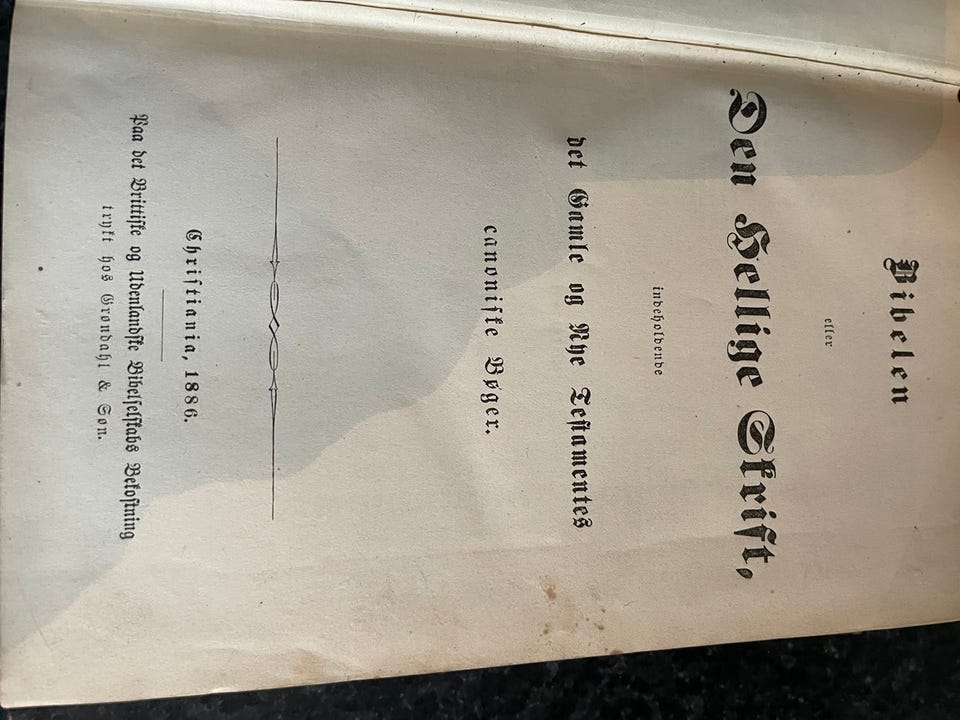 Bibelen
eller
Den Hellige Skrift,
indeholdende
det Gamle og Nye Testamentes
canoniske Bøger.
Christiania, 1886.
Paa det Brittiske og Udenlandske Bibelselskabs Bekostning
trykt hos Grøndahl & Søn.